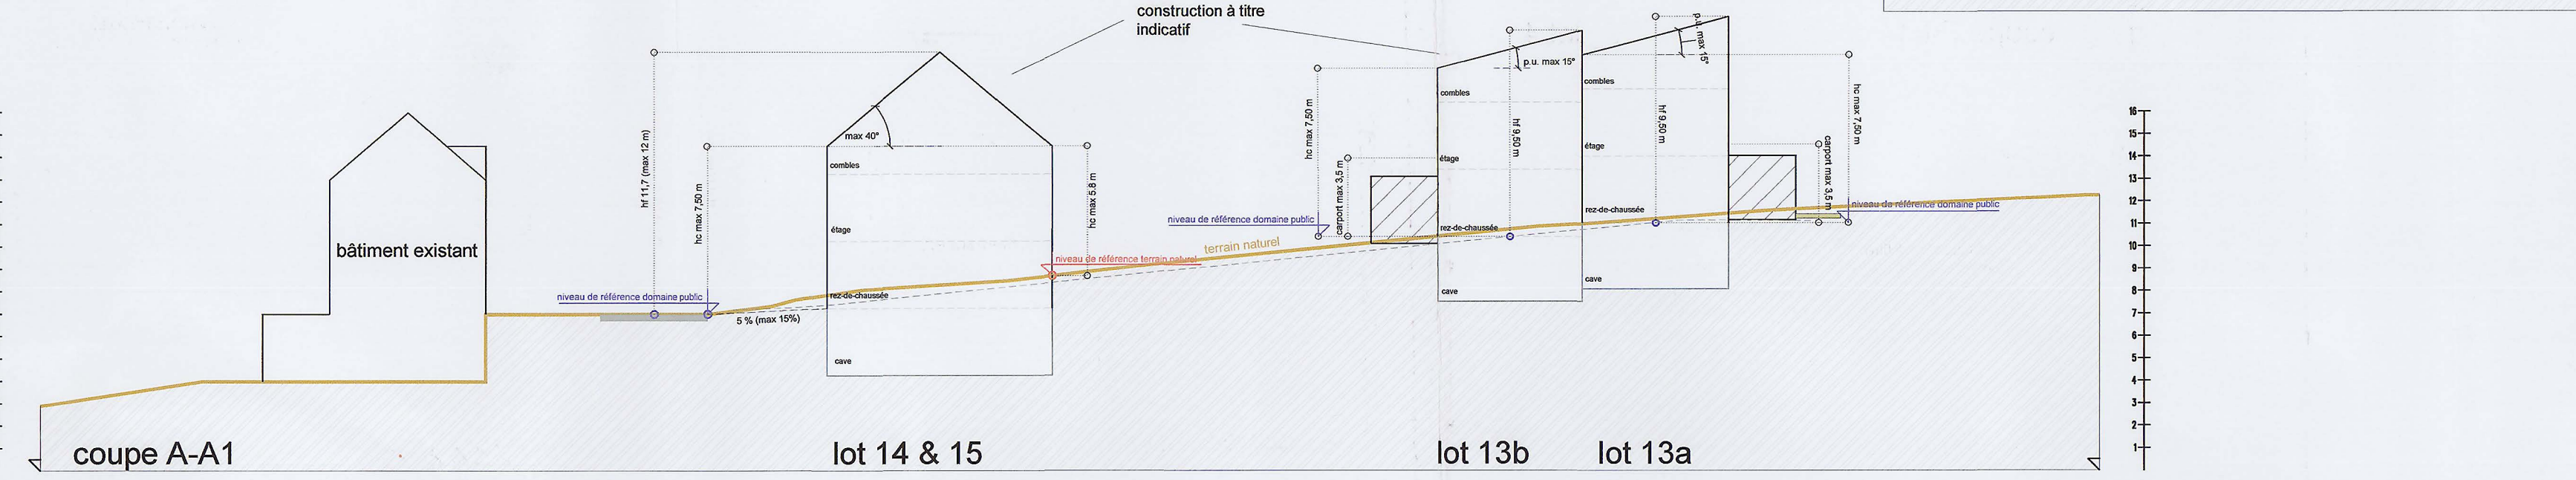 construction à titre
indicatif
bâtiment existant
hf 11,7 (max 12 m)
hc max 7,50 m
niveau de référence domaine public
5 % (max 15%)
max 40°
combles
étage
rez-de-chaussée
cave
hc max 5.8 m
niveau de référence terrain naturel
terrain naturel
niveau de référence domaine public
hc max 7,50 m
carport max 3,5 m
p.u. max 15°
combles
hf 9,50 m
étage
rez-de-chaussée
cave
p.u. max 15°
combles
hf 9,50 m
étage
rez-de-chaussée
cave
hc max 7,50 m
carport max 3,5 m
niveau de référence domaine public
16
15
14
13
12
11
10
9
8
7
6
5
4
3
2
1
coupe A-A1
lot 14 & 15
lot 13b
lot 13a